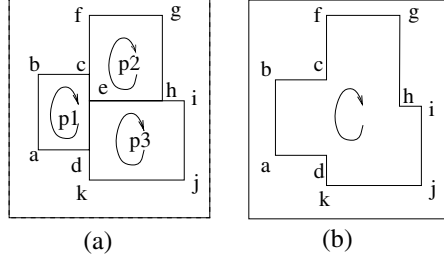 f g f g
b c p2 b c
e h i h i
p1
a d p3 a d
k j k j
(a) (b)